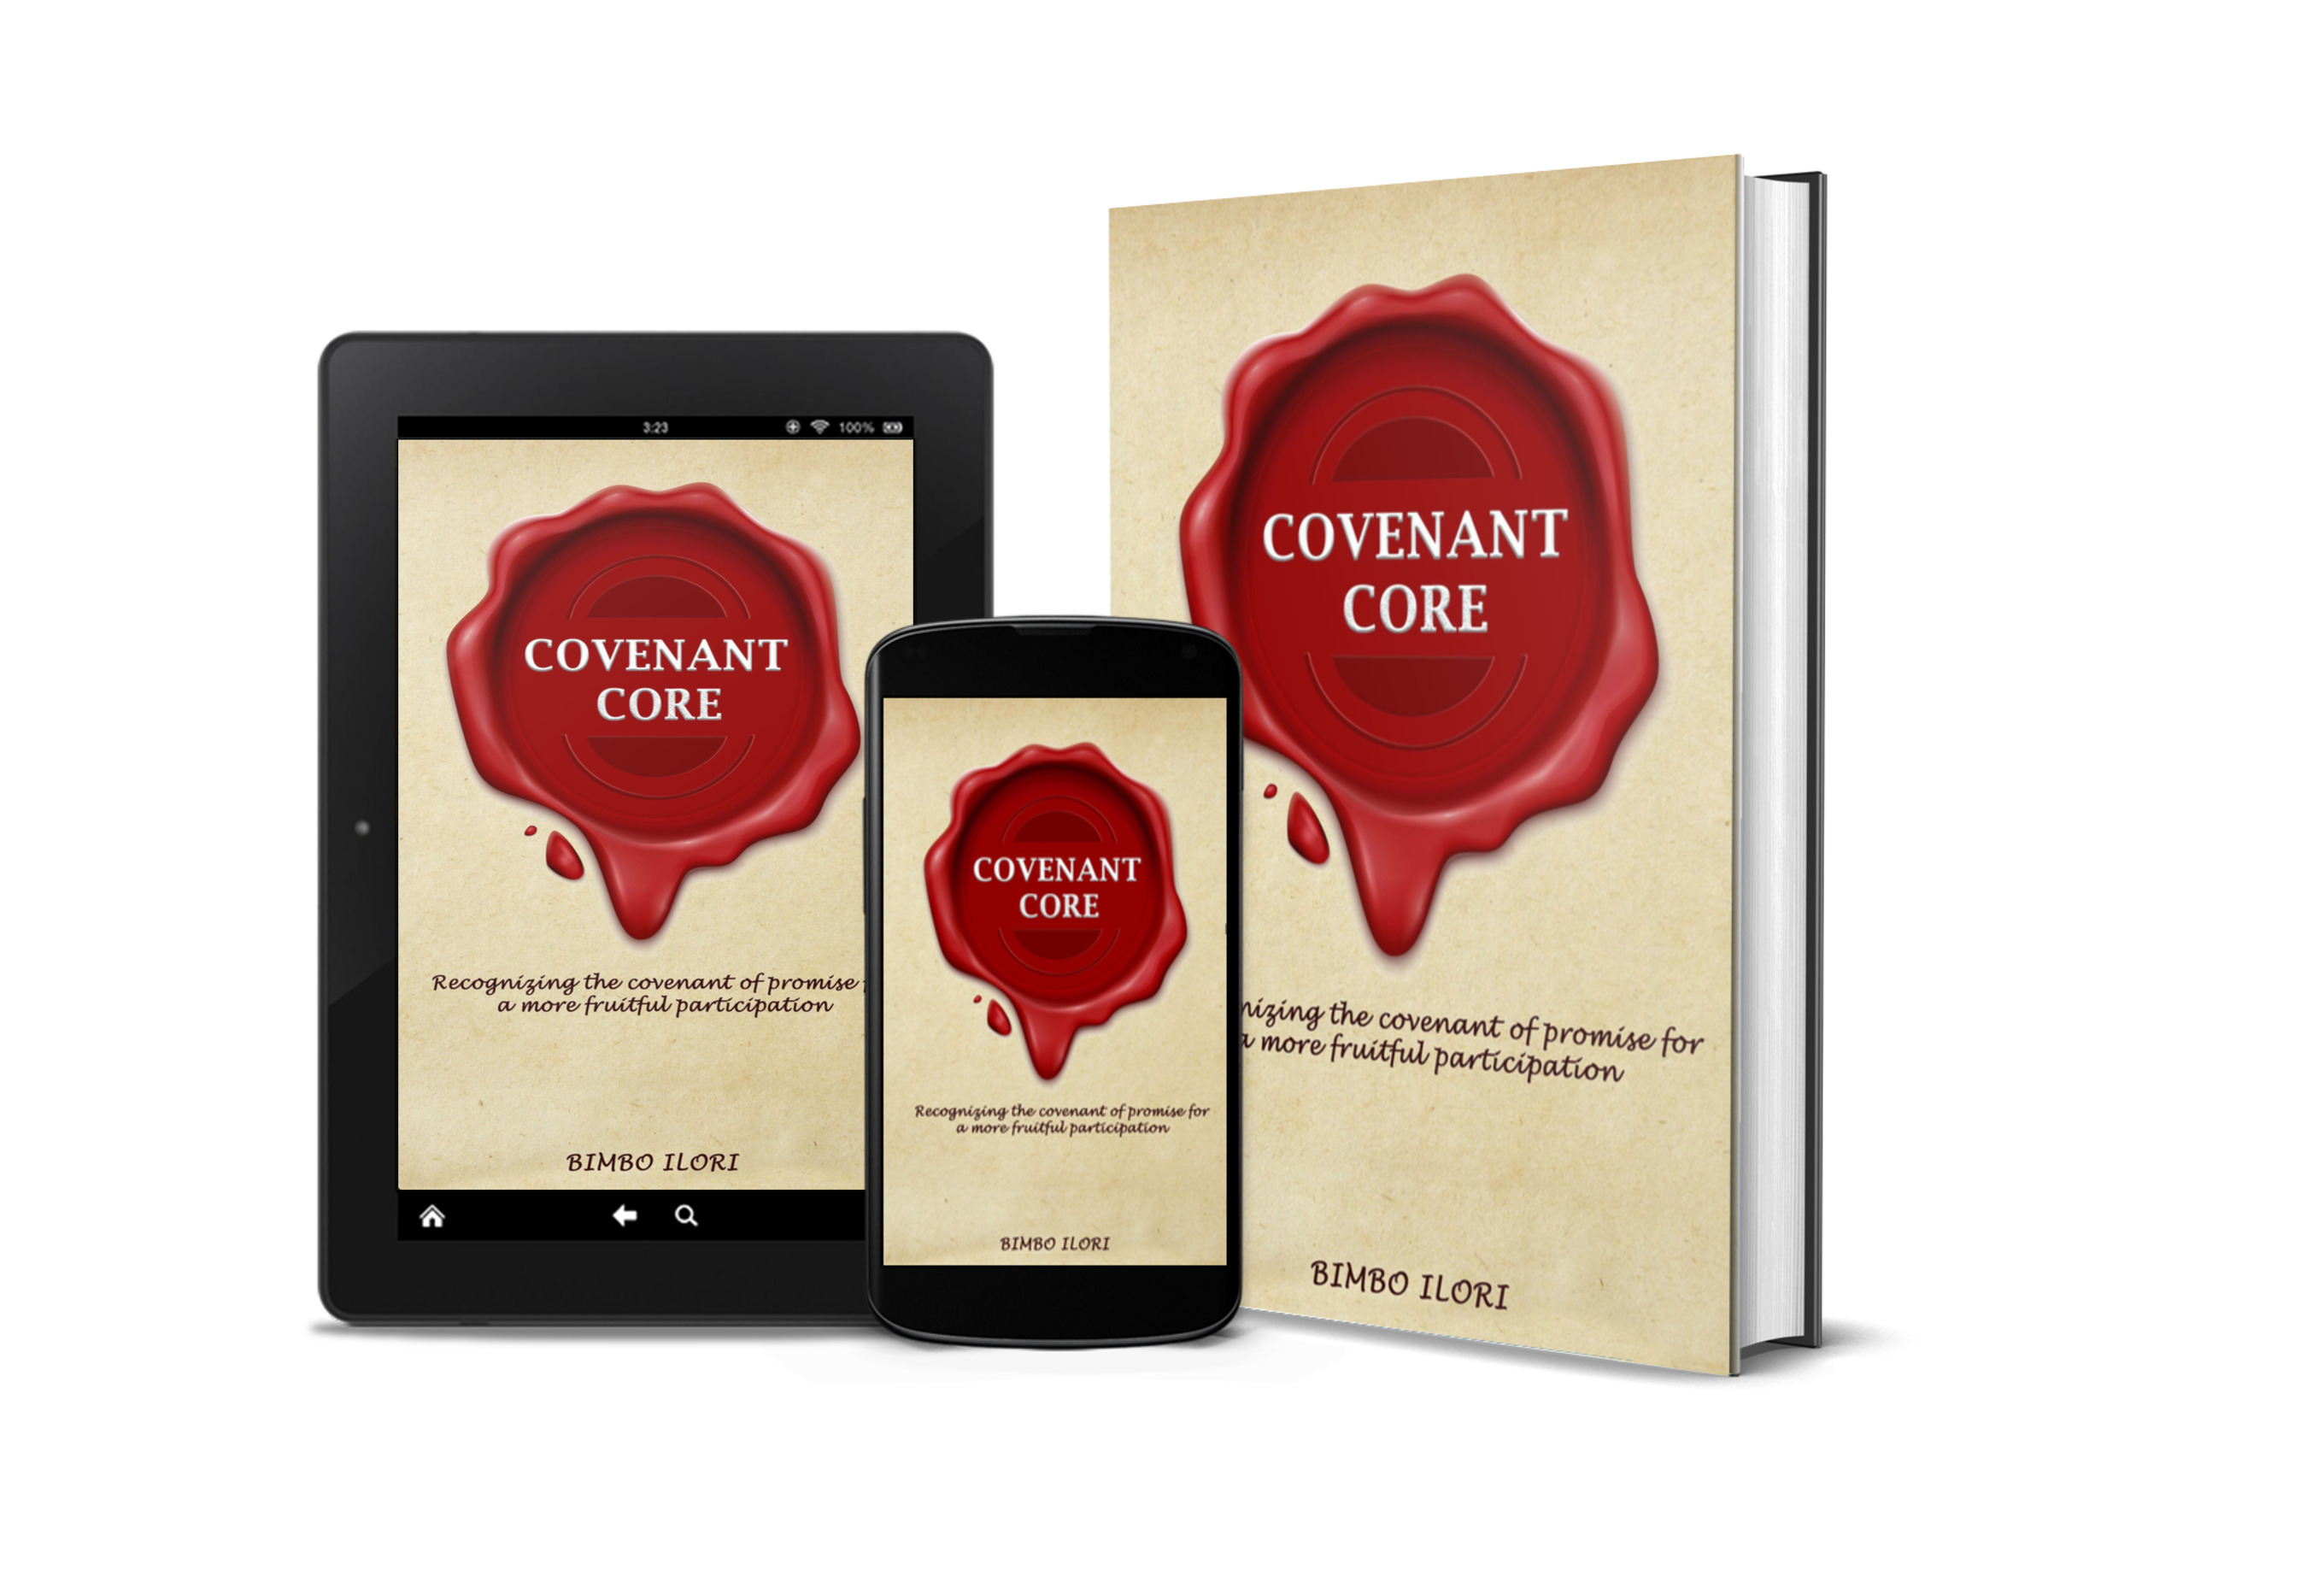 3:23
100%
COVENANT
CORE
Recognizing the covenant of promise
a more fruitful participation
BIMBO ILORI
COVENANT
CORE
Recognizing the covenant of promise for
a more fruitful participation
BIMBO ILORI
COVENANT
CORE
nizing the covenant of promise for
a more fruitful participation
BIMBO ILORI